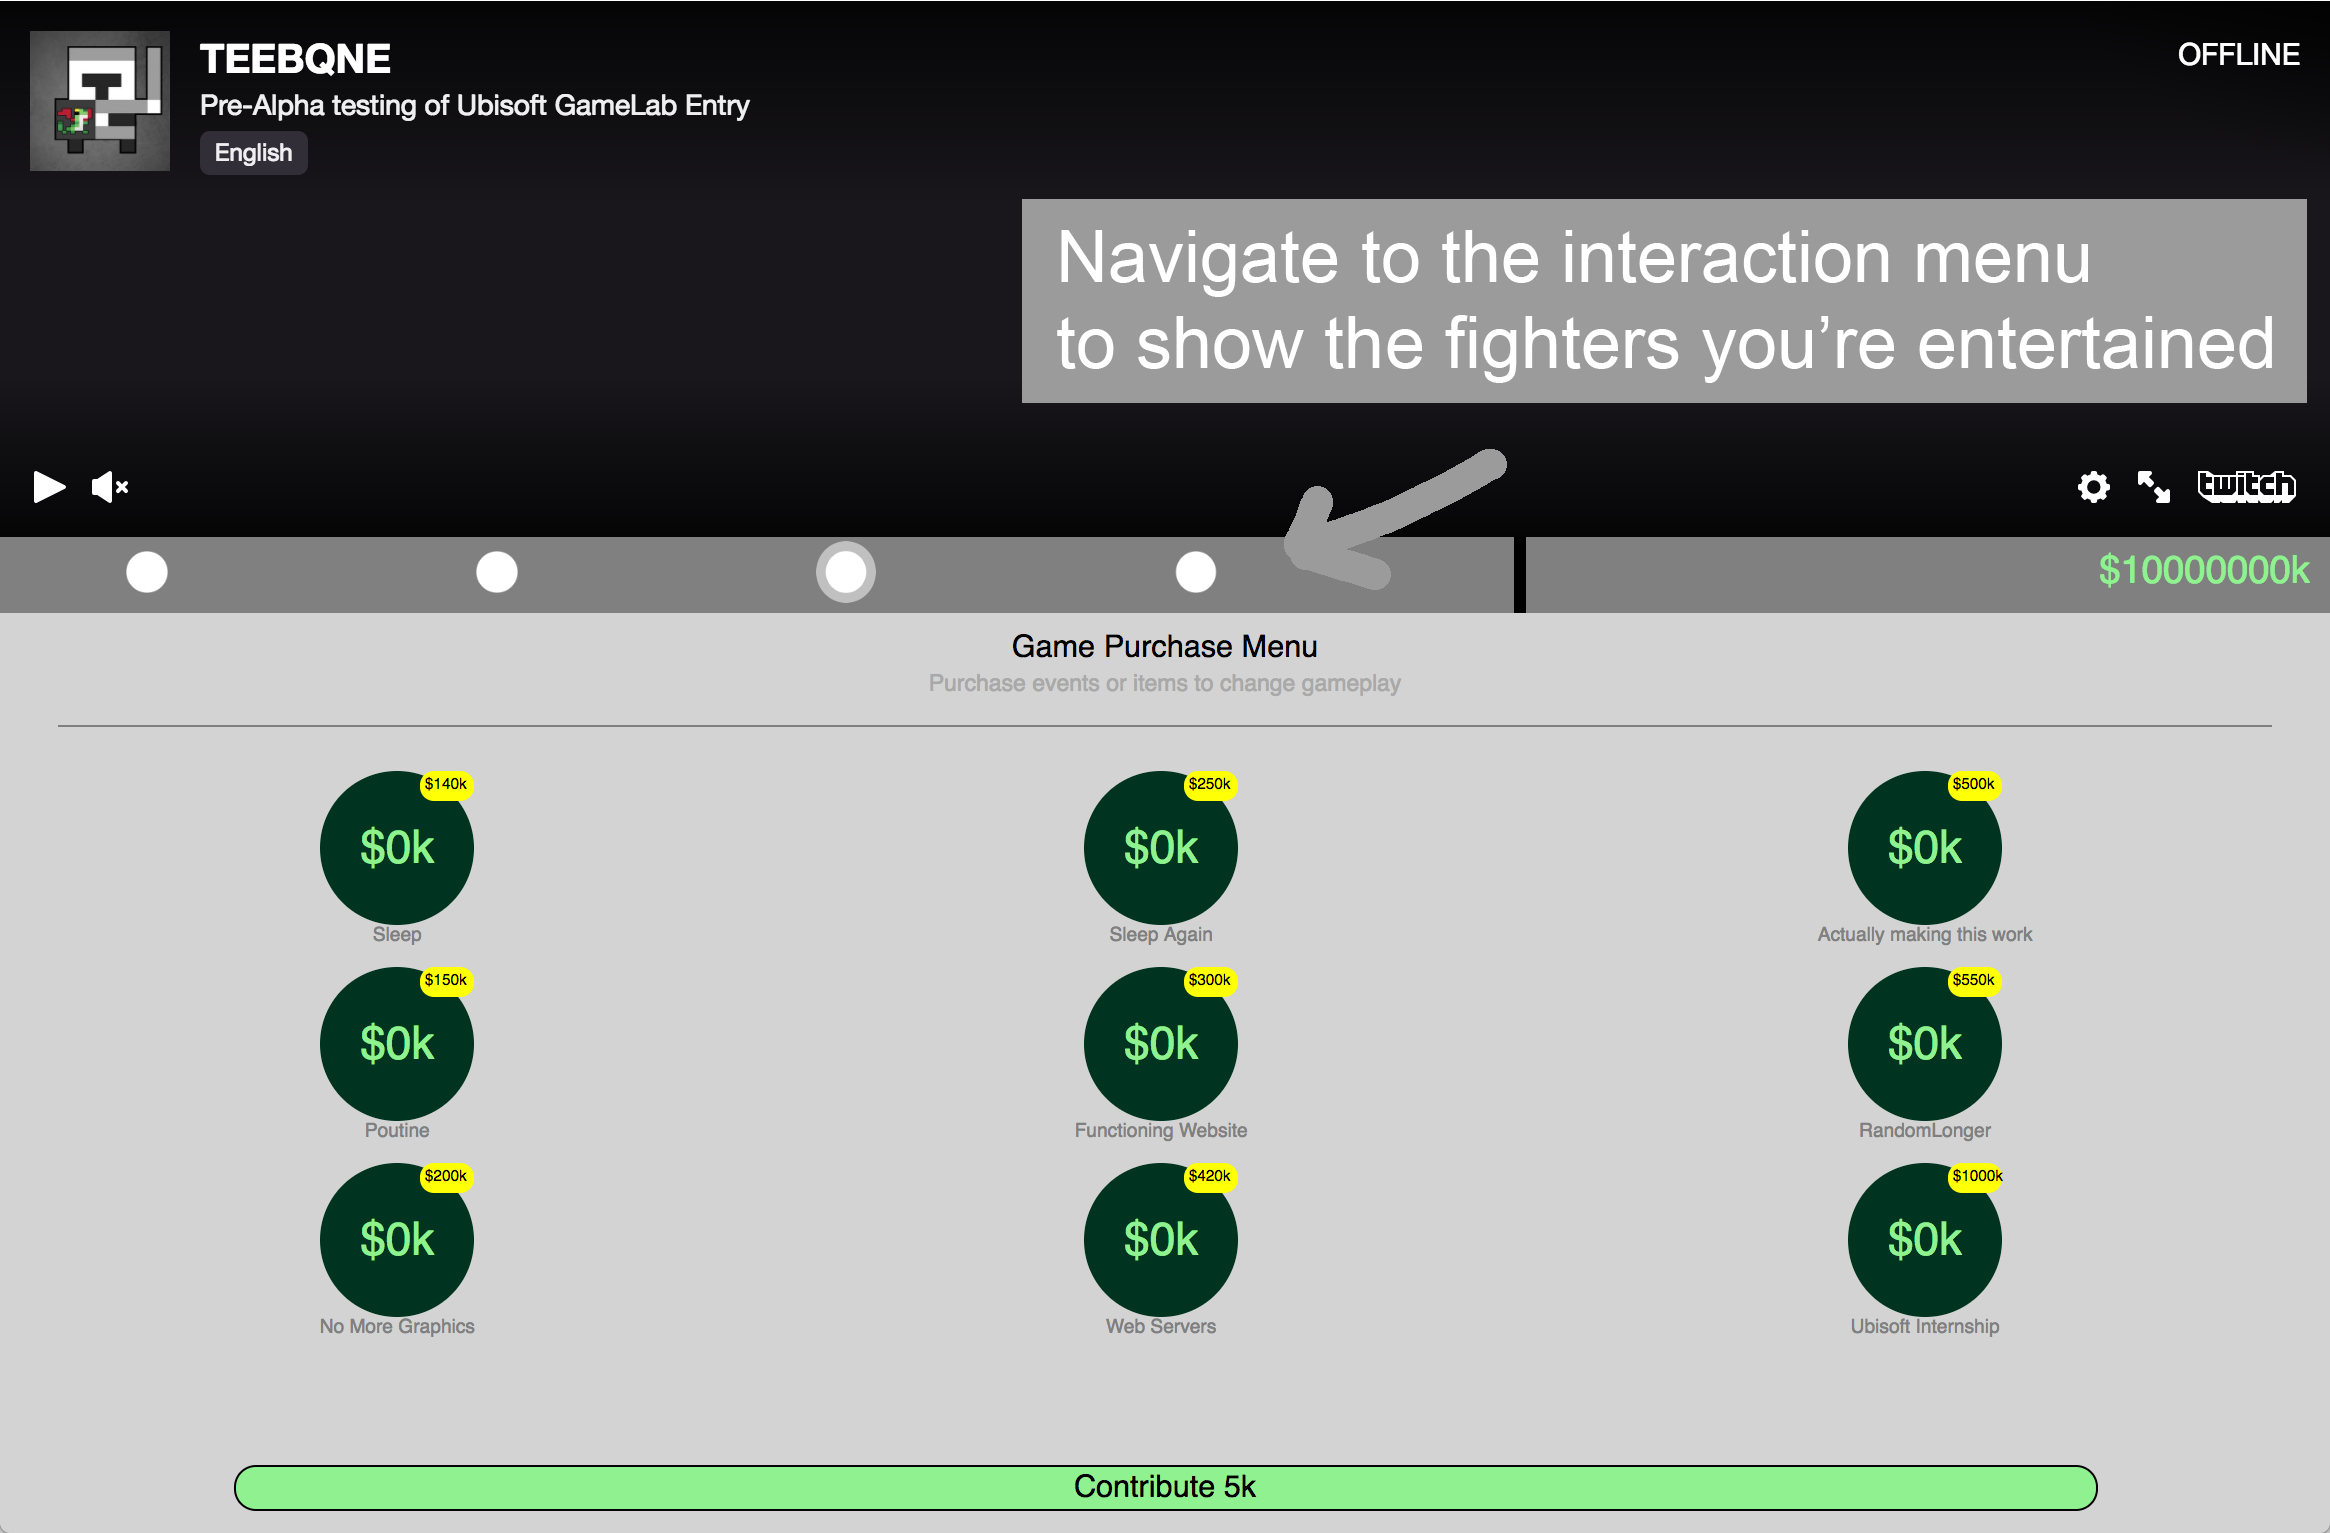 TEEBQNE
OFFLINE
Pre-Alpha testing of Ubisoft GameLab Entry
English
Navigate to the interaction menu
to show the fighters you’re entertained
twitch
$10000000k
Game Purchase Menu
Purchase events or items to change gameplay
$140k
$250k
$500k
$0k
$0k
$0k
Sleep
Sleep Again
Actually making this work
$150k
$300k
$550k
$0k
$0k
$0k
Poutine
Functioning Website
RandomLonger
$200k
$420k
$1000k
$0k
$0k
$0k
No More Graphics
Web Servers
Ubisoft Internship
Contribute 5k